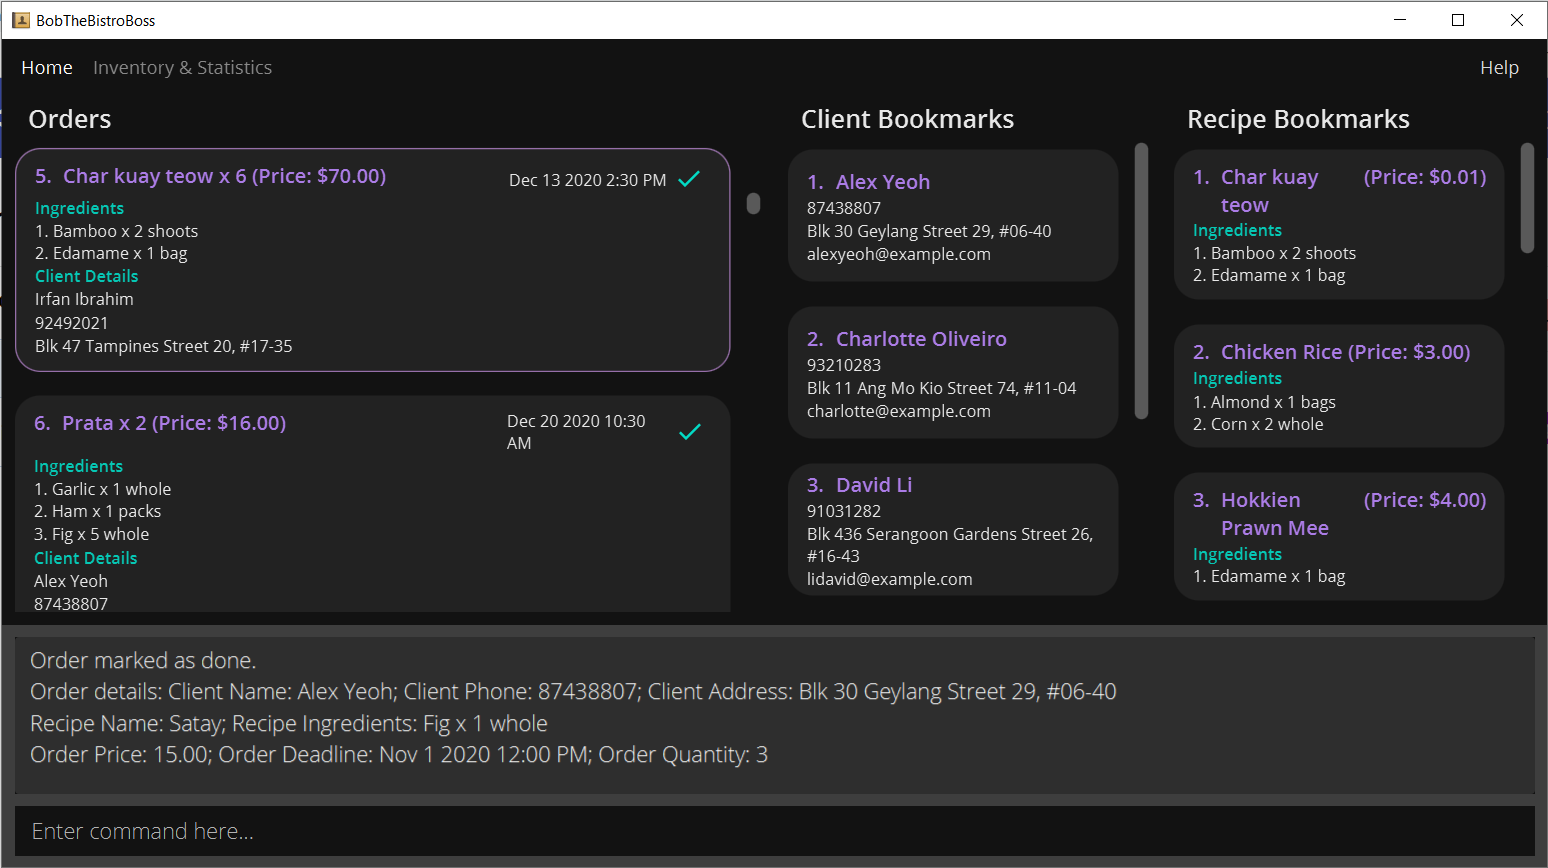 BobTheBistroBoss
Home
Inventory & Statistics
Help
Orders
5. Char kuay teow x 6 (Price: $70.00)
Dec 13 2020 2:30 PM
Ingredients
1. Bamboo x 2 shoots
2. Edamame x 1 bag
Client Details
Irfan Ibrahim
92492021
Blk 47 Tampines Street 20, #17-35
6. Prata x 2 (Price: $16.00)
Dec 20 2020 10:30
AM
Ingredients
1. Garlic x 1 whole
2. Ham x 1 packs
3. Fig x 5 whole
Client Details
Alex Yeoh
87438807
Client Bookmarks
1. Alex Yeoh
87438807
Blk 30 Geylang Street 29, #06-40
alexyeoh@example.com
2. Charlotte Oliveiro
93210283
Blk 11 Ang Mo Kio Street 74, #11-04
charlotte@example.com
3. David Li
91031282
Blk 436 Serangoon Gardens Street 26,
#16-43
lidavid@example.com
Recipe Bookmarks
1. Char kuay (Price: $0.01)
teow
Ingredients
1. Bamboo x 2 shoots
2. Edamame x 1 bag
2. Chicken Rice (Price: $3.00)
Ingredients
1. Almond x 1 bags
2. Corn x 2 whole
3. Hokkien (Price: $4.00)
Prawn Mee
Ingredients
1. Edamame x 1 bag
Order marked as done.
Order details: Client Name: Alex Yeoh; Client Phone: 87438807; Client Address: Blk 30 Geylang Street 29, #06-40
Recipe Name: Satay; Recipe Ingredients: Fig x 1 whole
Order Price: 15.00; Order Deadline: Nov 1 2020 12:00 PM; Order Quantity: 3
Enter command here...